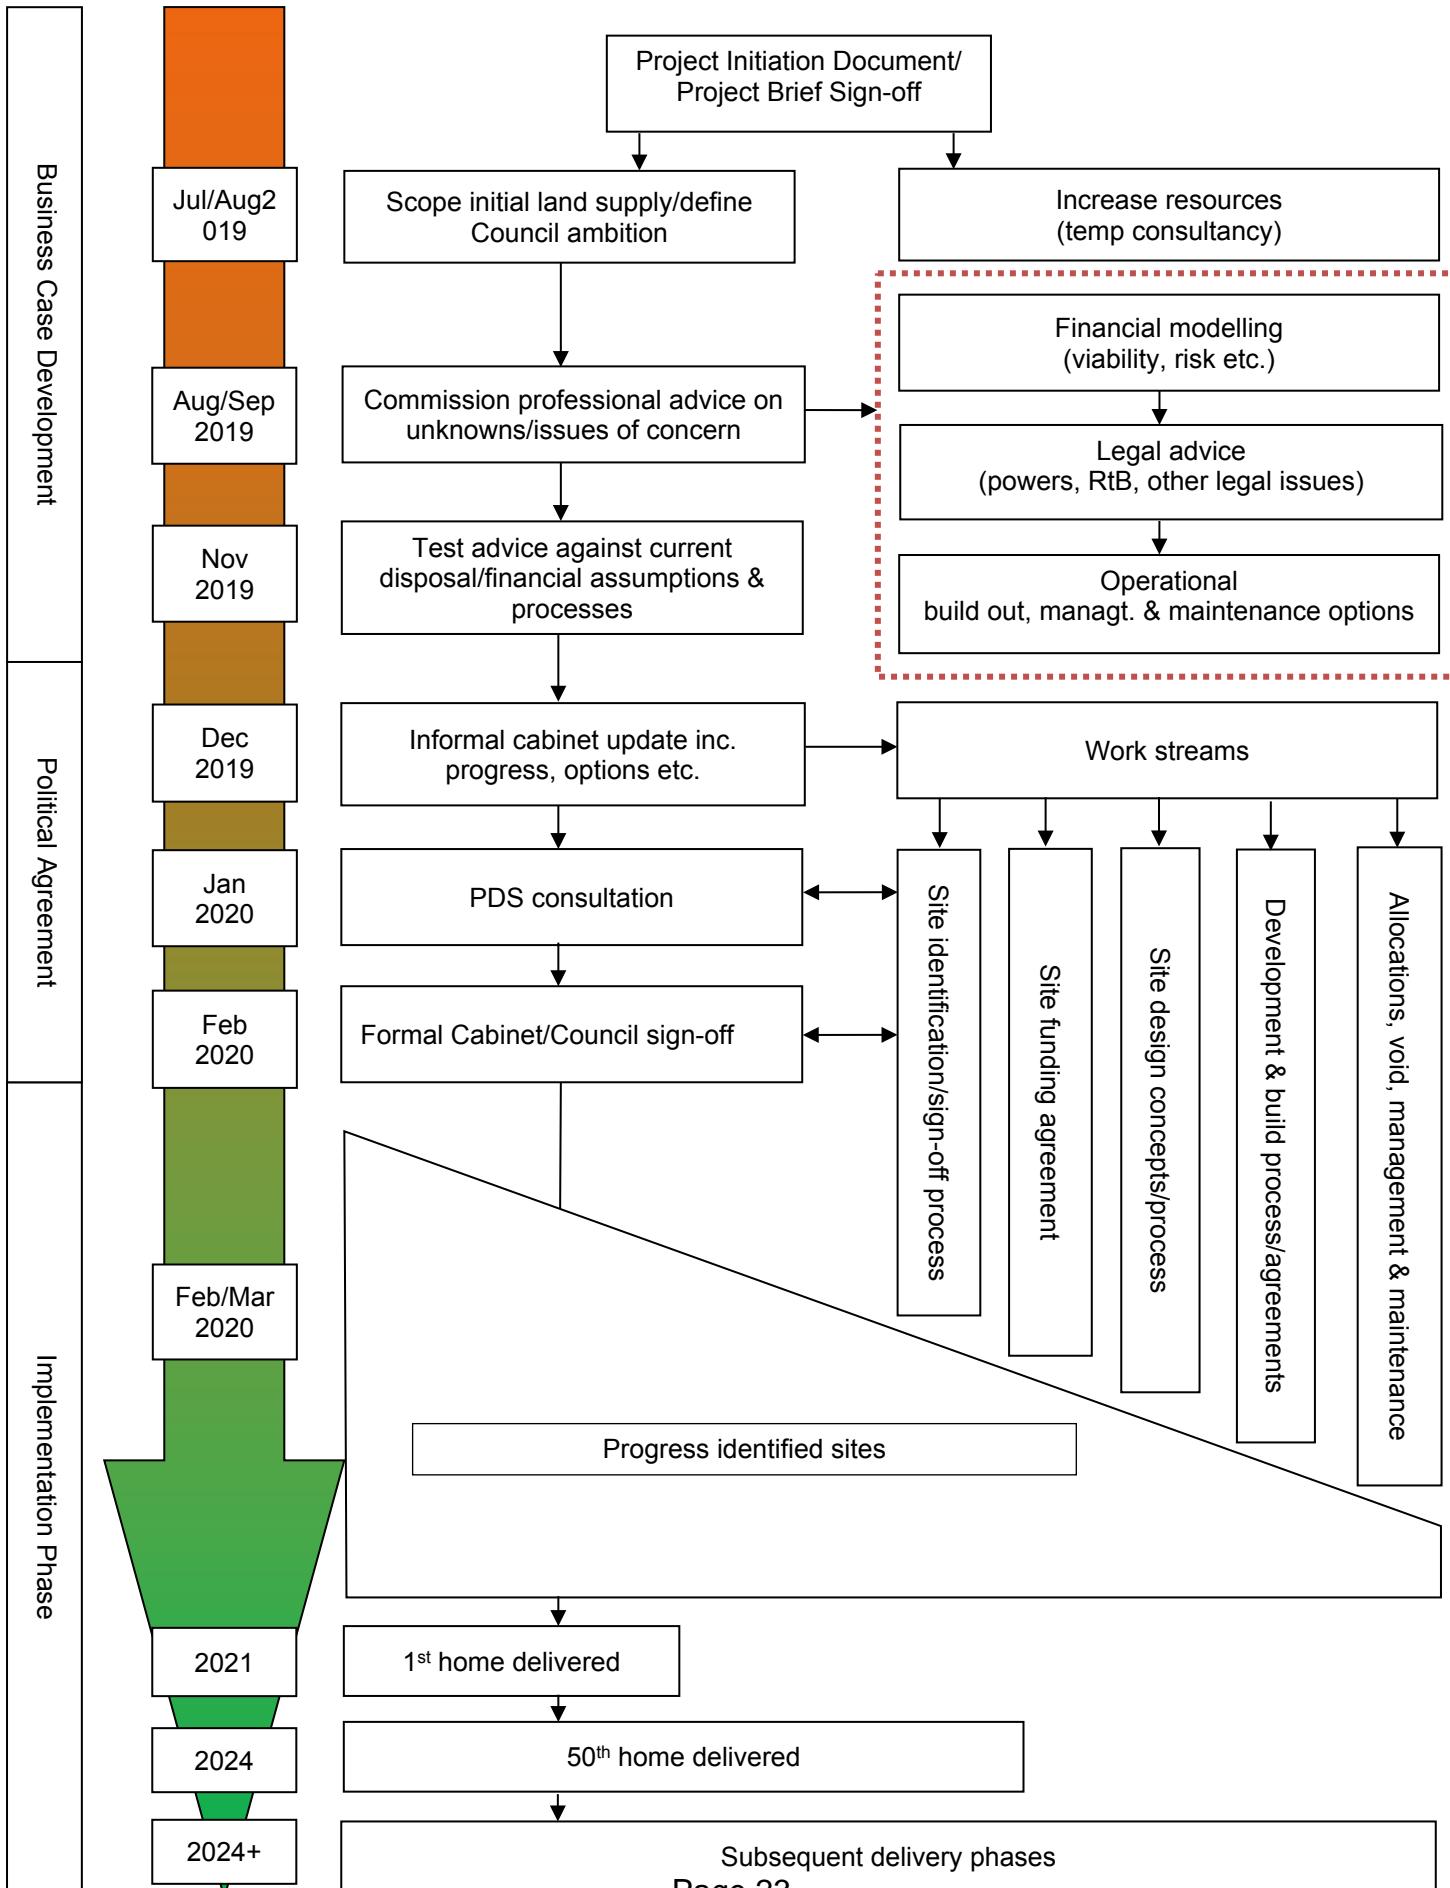 Project Initiation Document/
Project Brief Sign-off
Business Case Development
Jul/Aug2
019
Scope initial land supply/define
Council ambition
Increase resources
(temp consultancy)
Financial modelling
(viability, risk etc.)
Aug/Sep
2019
Commission professional advice on
unknowns/issues of concern
Legal advice
(powers, RtB, other legal issues)
Nov
2019
Test advice against current
disposal/financial assumptions &
processes
Operational
build out, managt. & maintenance options
Political Agreement
Dec
2019
Informal cabinet update inc.
progress, options etc.
Work streams
Jan
2020
PDS consultation
Feb
2020
Formal Cabinet/Council sign-off
Site identification/sign-off process
Site funding agreement
Site design concepts/process
Development & build process/agreements
Allocations, void, management & maintenance
Implementation Phase
Feb/Mar
2020
Progress identified sites
2021
1st home delivered
2024
50th home delivered
2024+
Subsequent delivery phases
Page 23